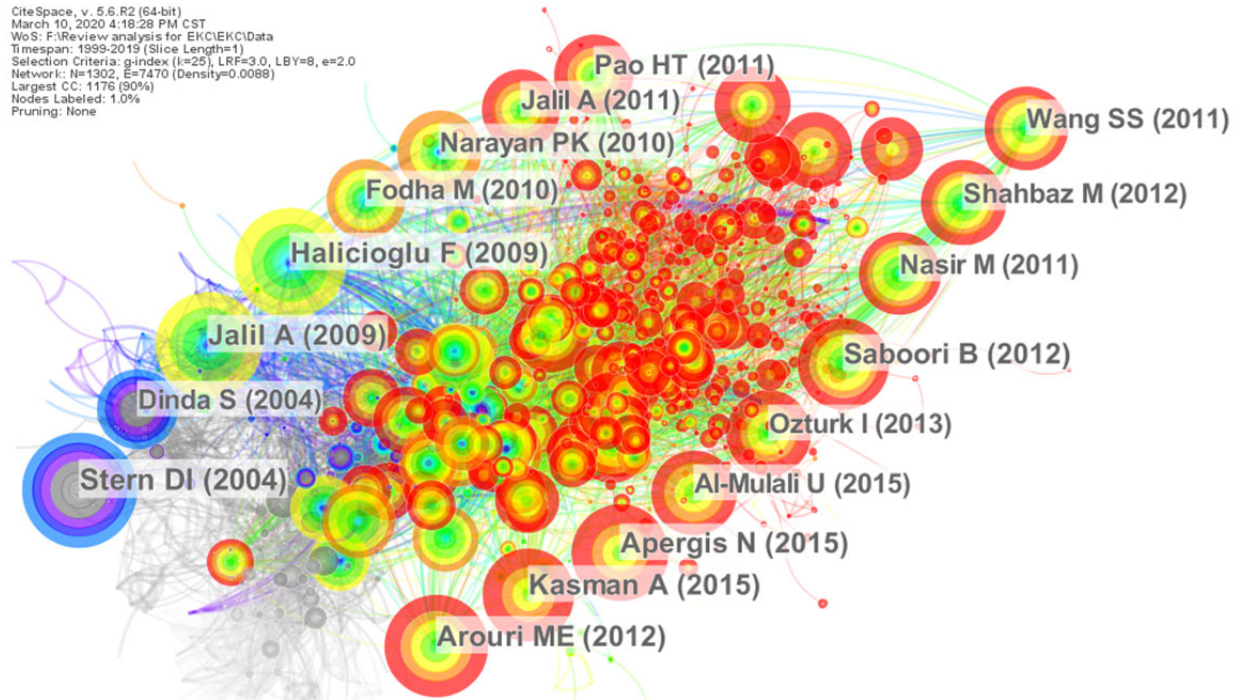 CiteSpace, v. 5.6.R2 (64-bit)
March 10, 2020 4:18:28 PM CST
WoS: F:\Review analysis for EKC\EKC\Data
Timespan: 1999-2019 (Slice Length=1)
Selection Criteria: g-index (k=25), LRF=3.0, LBY=8, e=2.0
Network: N=1302, E=7470 (Density=0.0088)
Largest CC: 1176 (90%)
Nodes Labeled: 1.0%
Pruning: None
Pao HT (2011)
Jalil A (2011)
Wang SS (2011)
Narayan PK (2010)
Fodha M (2010)
Shahbaz M (2012)
Halicioglu F (2009)
Nasir M (2011)
Jalil A (2009)
Saboori B (2012)
Dinda S (2004)
Ozturk I (2013)
Stern DI (2004)
Al-Mulali U (2015)
Apergis N (2015)
Kasman A (2015)
Arouri ME (2012)